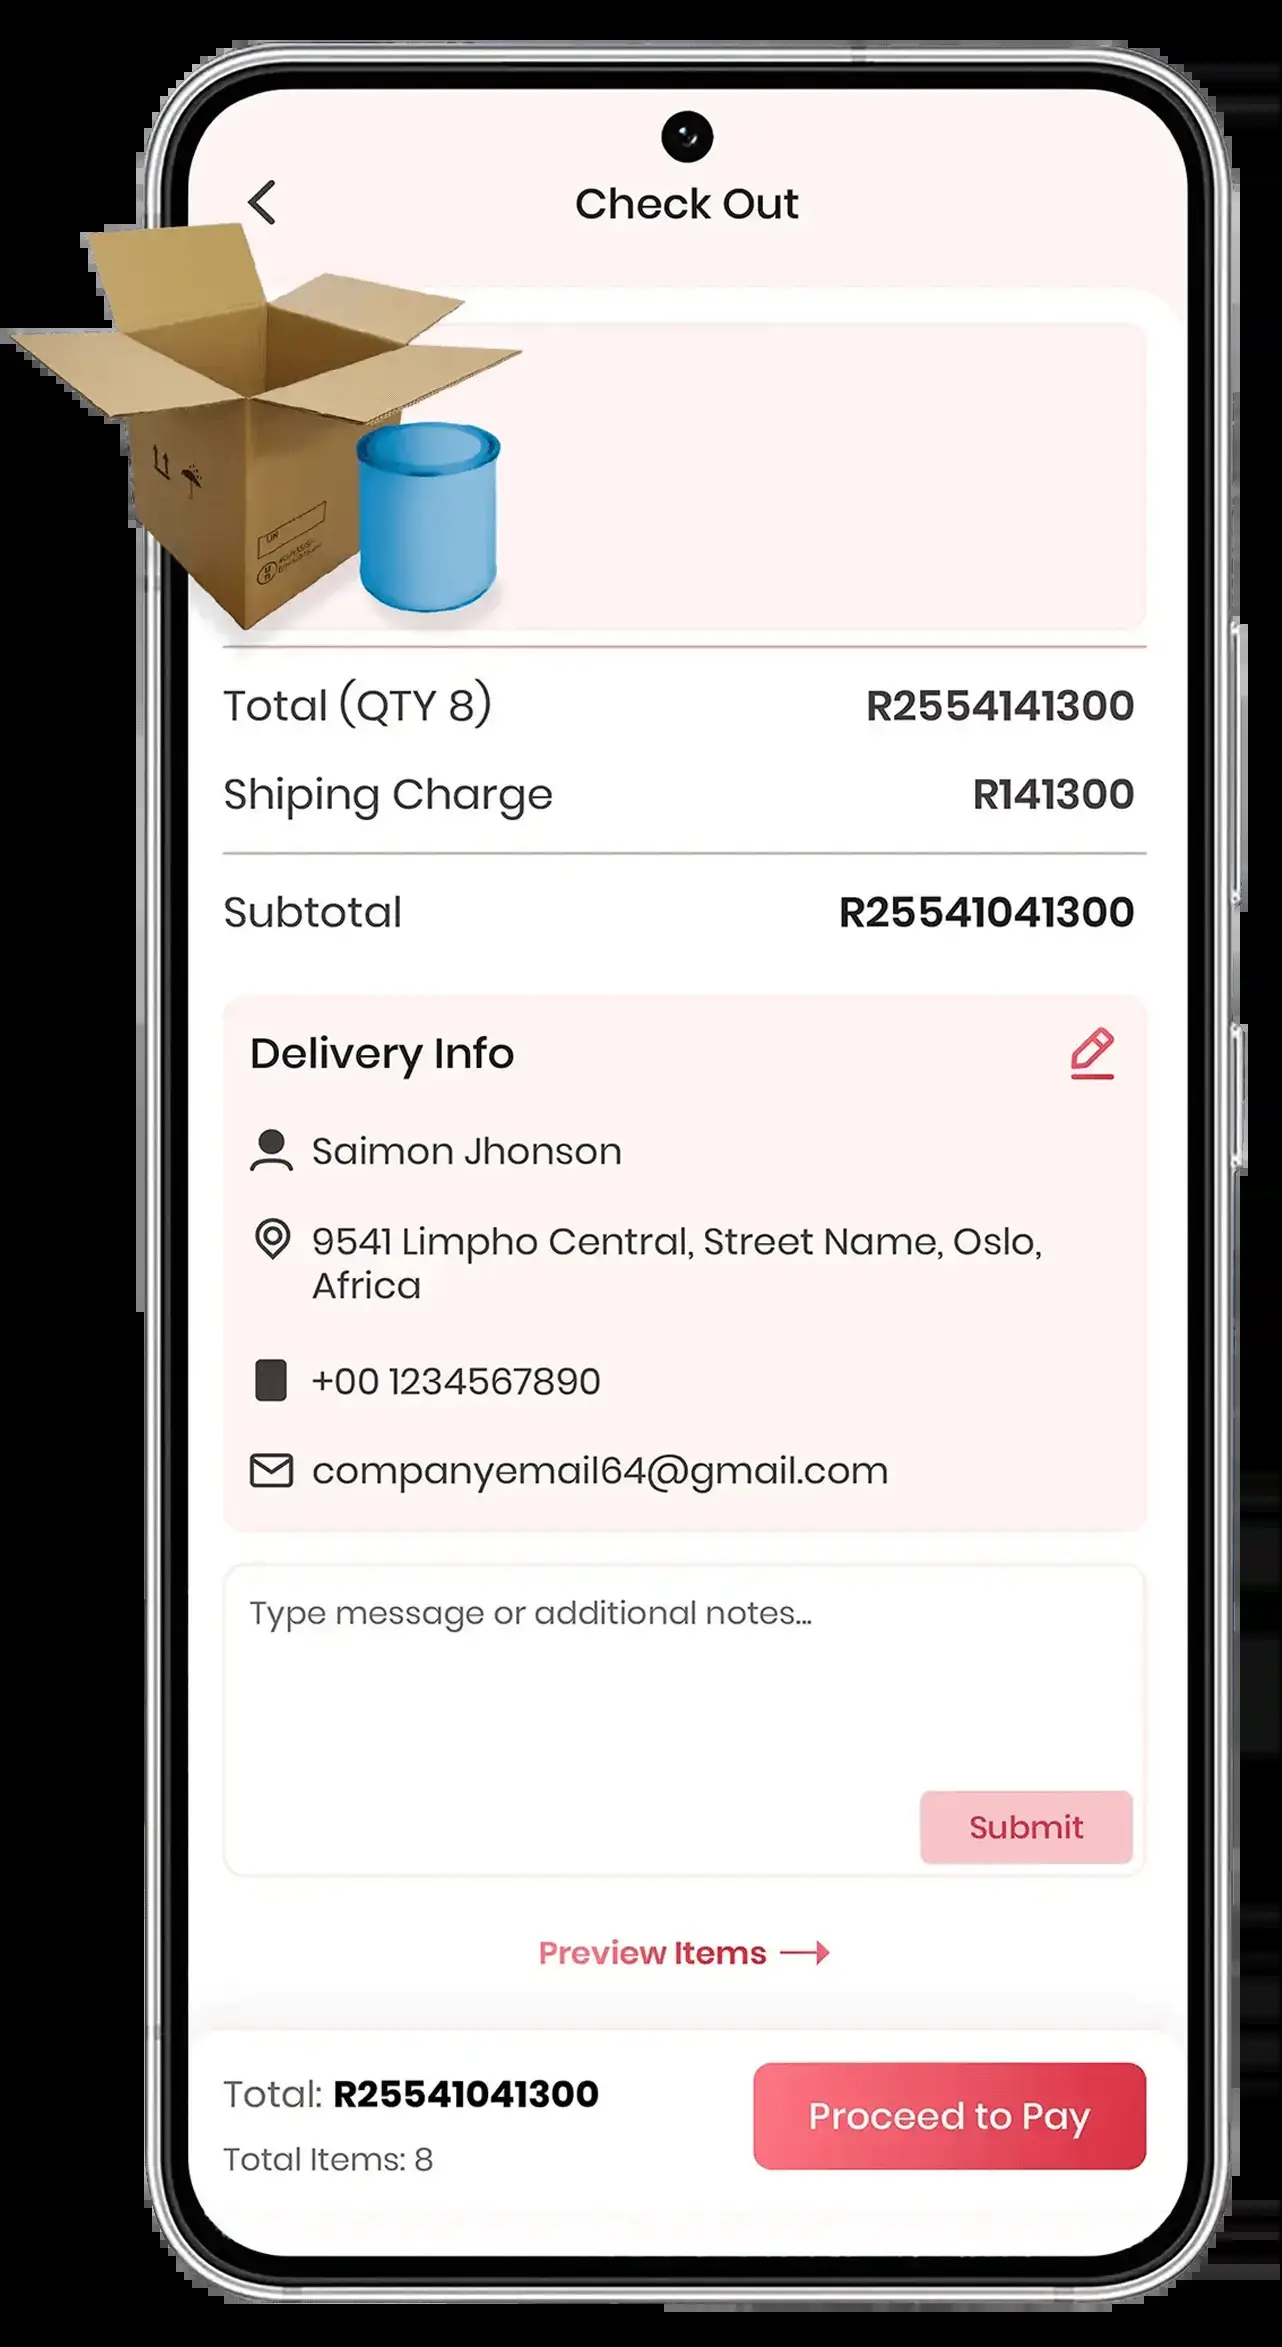 Check Out
UN
Total (QTY 8)
R2554141300
Shiping Charge
R141300
Subtotal
R25541041300
Delivery Info
Saimon Jhonson
9541 Limpho Central, Street Name, Oslo,
Africa
+00 1234567890
companyemail64@gmail.com
Type message or additional notes...
Submit
Preview Items
Total: R25541041300
Total Items: 8
Proceed to Pay